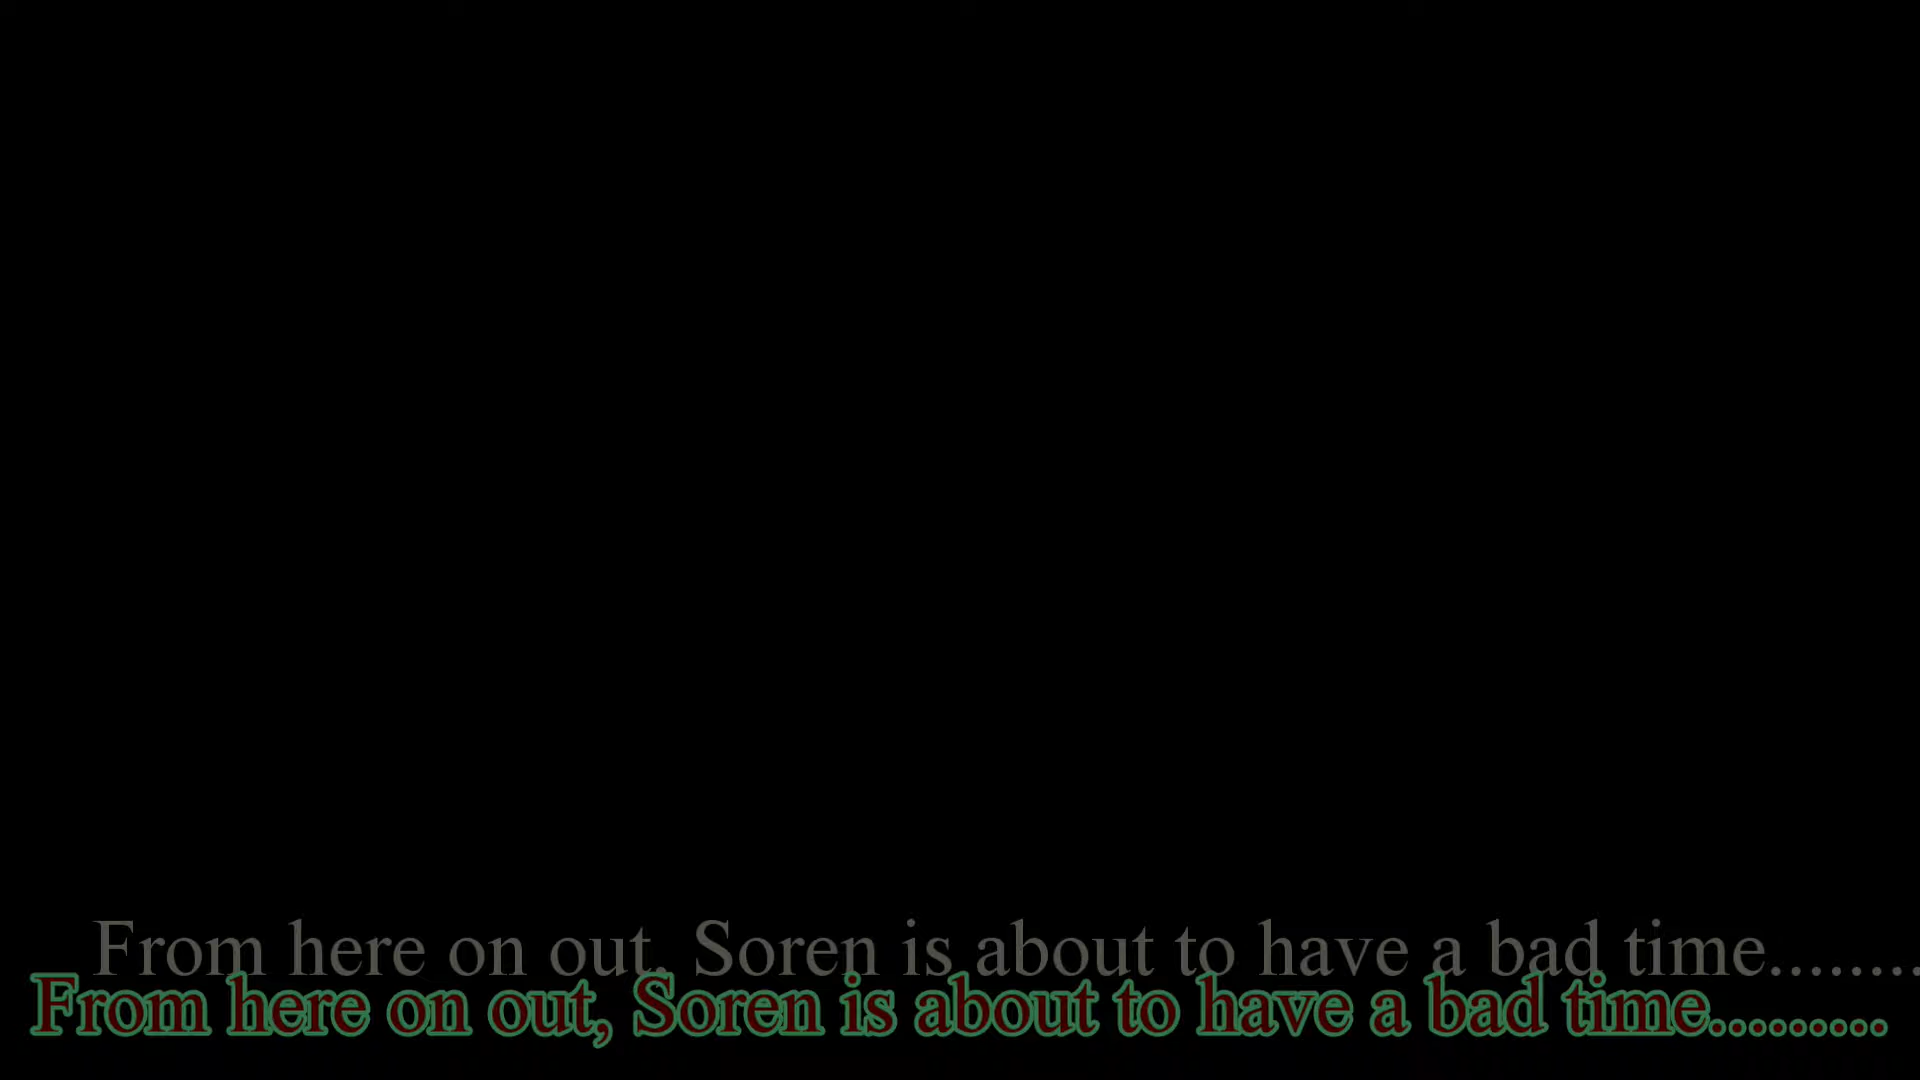 From here on out, Soren is about to have a bad time........
From here on out, Soren is about to have a bad time.........